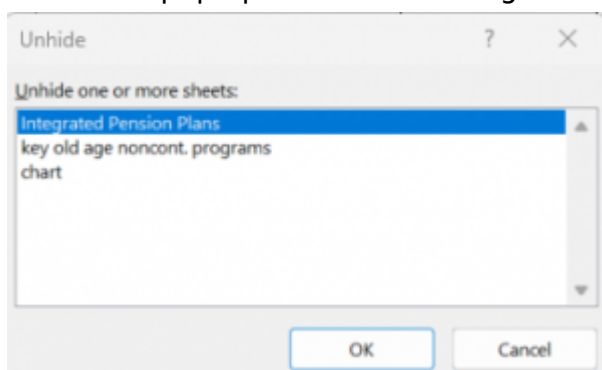 Unhide ? ×
Unhide one or more sheets:
Integrated Pension Plans
key old age noncont. programs
chart
OK Cancel